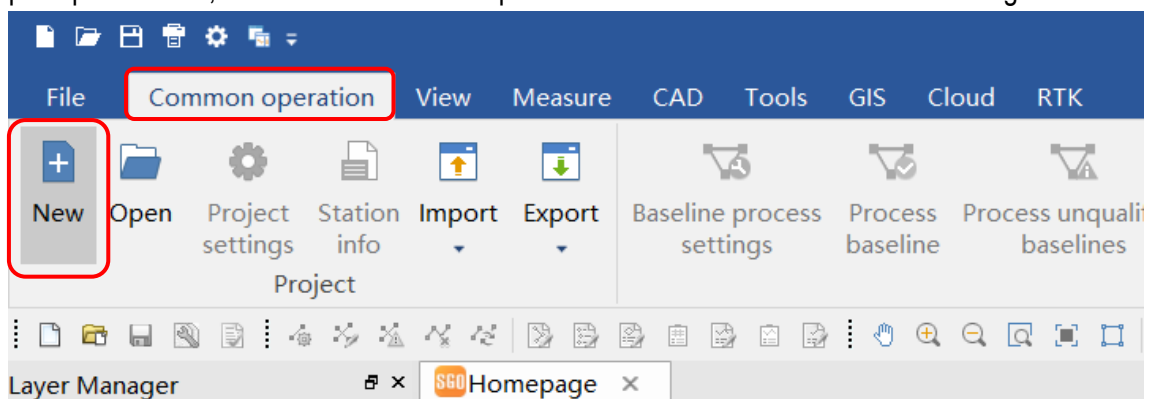 File Common operation View Measure CAD Tools GIS Cloud RTK
New Open Project settings Station info Import Export Baseline process settings Process baseline Process unqualif baselines
Project
Layer Manager SGO Homepage